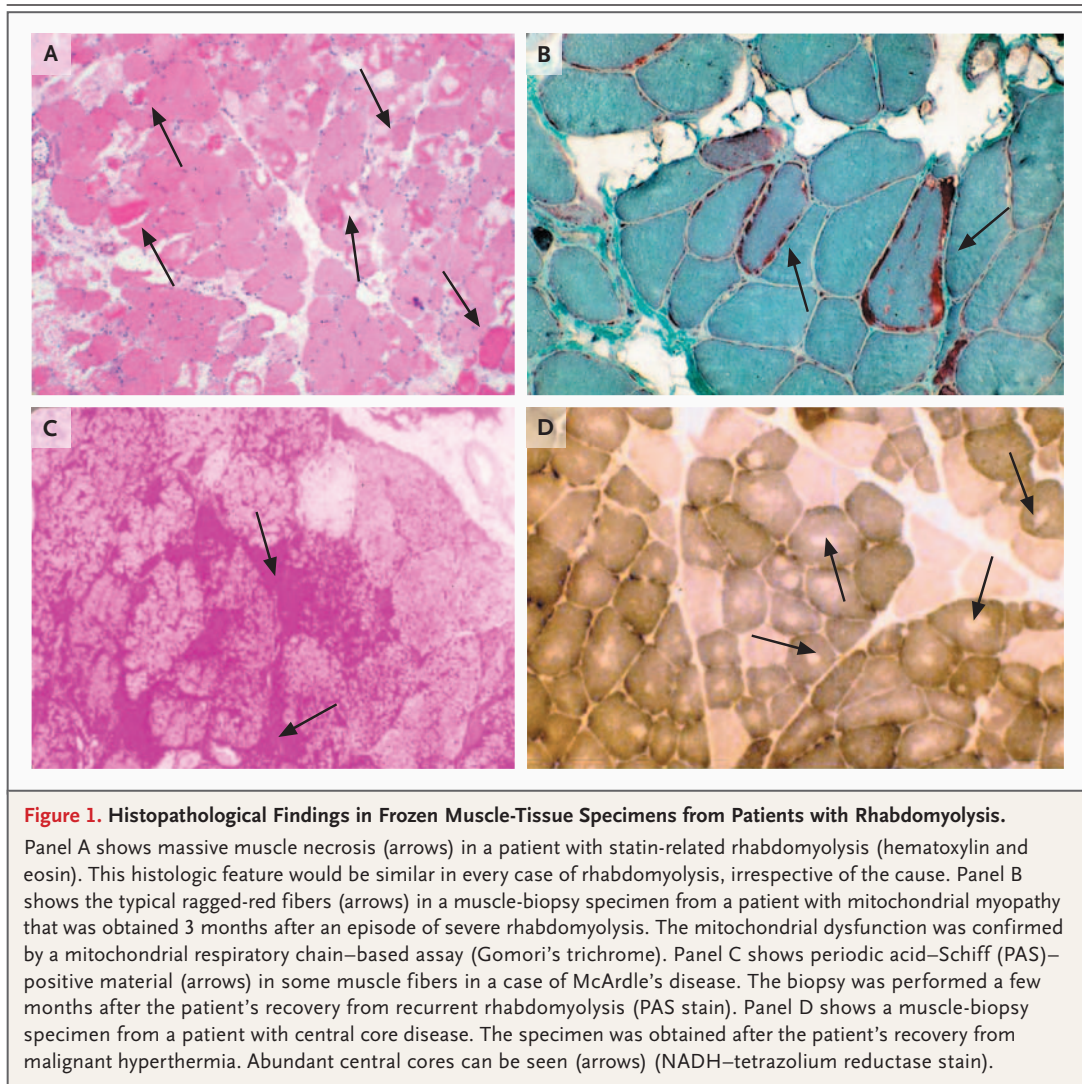 A
B
C
D
Figure 1. Histopathological Findings in Frozen Muscle-Tissue Specimens from Patients with Rhabdomyolysis.
Panel A shows massive muscle necrosis (arrows) in a patient with statin-related rhabdomyolysis (hematoxylin and
eosin). This histologic feature would be similar in every case of rhabdomyolysis, irrespective of the cause. Panel B
shows the typical ragged-red fibers (arrows) in a muscle-biopsy specimen from a patient with mitochondrial myopathy
that was obtained 3 months after an episode of severe rhabdomyolysis. The mitochondrial dysfunction was confirmed
by a mitochondrial respiratory chain–based assay (Gomori's trichrome). Panel C shows periodic acid–Schiff (PAS)–
positive material (arrows) in some muscle fibers in a case of McArdle's disease. The biopsy was performed a few
months after the patient's recovery from recurrent rhabdomyolysis (PAS stain). Panel D shows a muscle-biopsy
specimen from a patient with central core disease. The specimen was obtained after the patient's recovery from
malignant hyperthermia. Abundant central cores can be seen (arrows) (NADH–tetrazolium reductase stain).